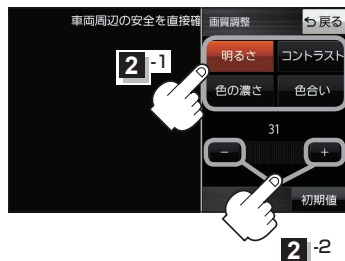 車両周辺の安全を直接確
画質調整 戻る
2-1
明るさ コントラスト
色の濃さ 色合い
31
− +
初期値
2-2